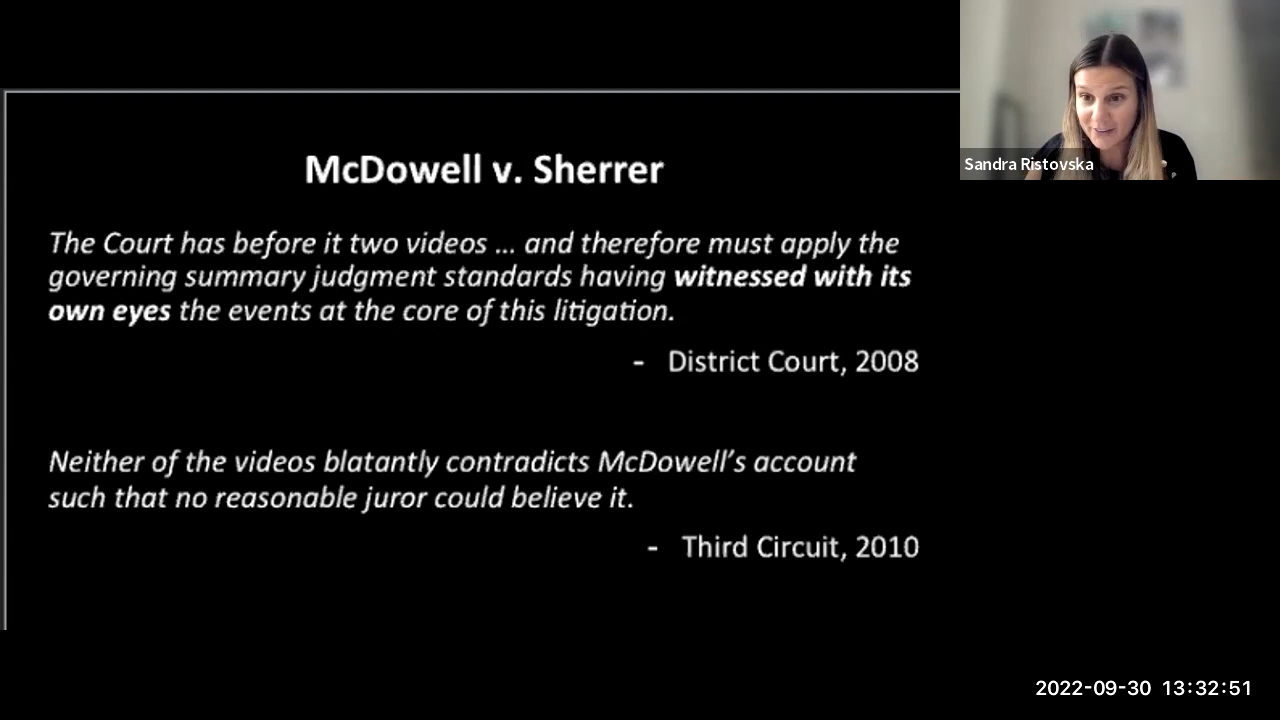 McDowell v. Sherrer
The Court has before it two videos ... and therefore must apply the
governing summary judgment standards having witnessed with its
own eyes the events at the core of this litigation.
- District Court, 2008
Neither of the videos blatantly contradicts McDowell’s account
such that no reasonable juror could believe it.
- Third Circuit, 2010
Sandra Ristovska
2022-09-30 13:32:51